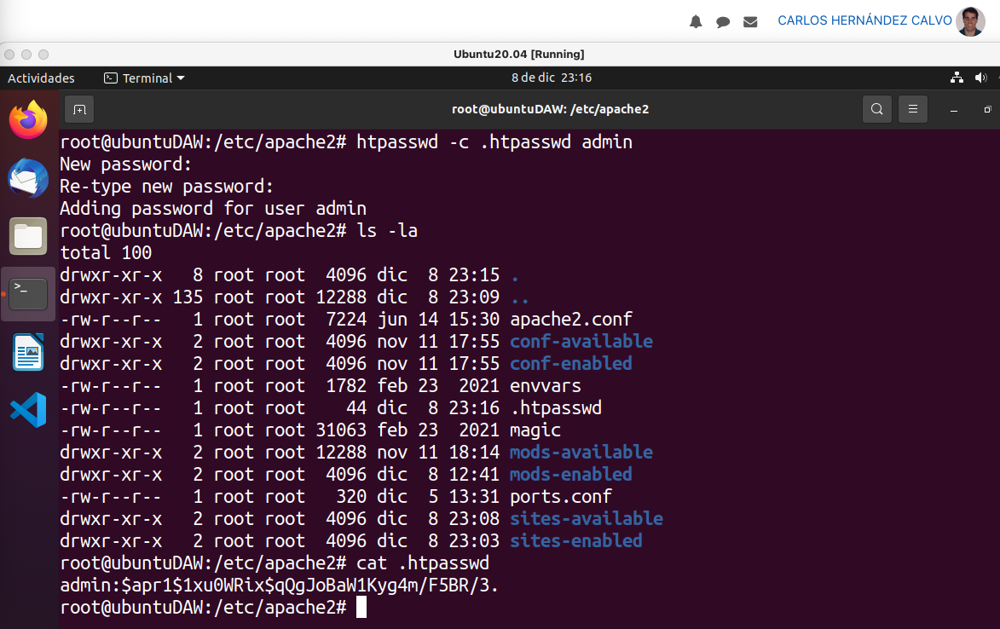 CARLOS HERNÁNDEZ CALVO
Ubuntu20.04 [Running]
Actividades Terminal 8 de dic 23:16
root@ubuntuDAW: /etc/apache2
root@ubuntuDAW:/etc/apache2# htpasswd -c .htpasswd admin
New password:
Re-type new password:
Adding password for user admin
root@ubuntuDAW:/etc/apache2# ls -la
total 100
drwxr-xr-x   8 root root  4096 dic  8 23:15 .
drwxr-xr-x 135 root root 12288 dic  8 23:09 ..
-rw-r--r--   1 root root  7224 jun 14 15:30 apache2.conf
drwxr-xr-x   2 root root  4096 nov 11 17:55 conf-available
drwxr-xr-x   2 root root  4096 nov 11 17:55 conf-enabled
-rw-r--r--   1 root root  1782 feb 23  2021 envvars
-rw-r--r--   1 root root    44 dic  8 23:16 .htpasswd
-rw-r--r--   1 root root 31063 feb 23  2021 magic
drwxr-xr-x   2 root root 12288 nov 11 18:14 mods-available
drwxr-xr-x   2 root root  4096 dic  8 12:41 mods-enabled
-rw-r--r--   1 root root   320 dic  5 13:31 ports.conf
drwxr-xr-x   2 root root  4096 dic  8 23:08 sites-available
drwxr-xr-x   2 root root  4096 dic  8 23:03 sites-enabled
root@ubuntuDAW:/etc/apache2# cat .htpasswd
admin:$apr1$1xu0WRix$qQgJoBaW1Kyg4m/F5BR/3.
root@ubuntuDAW:/etc/apache2#